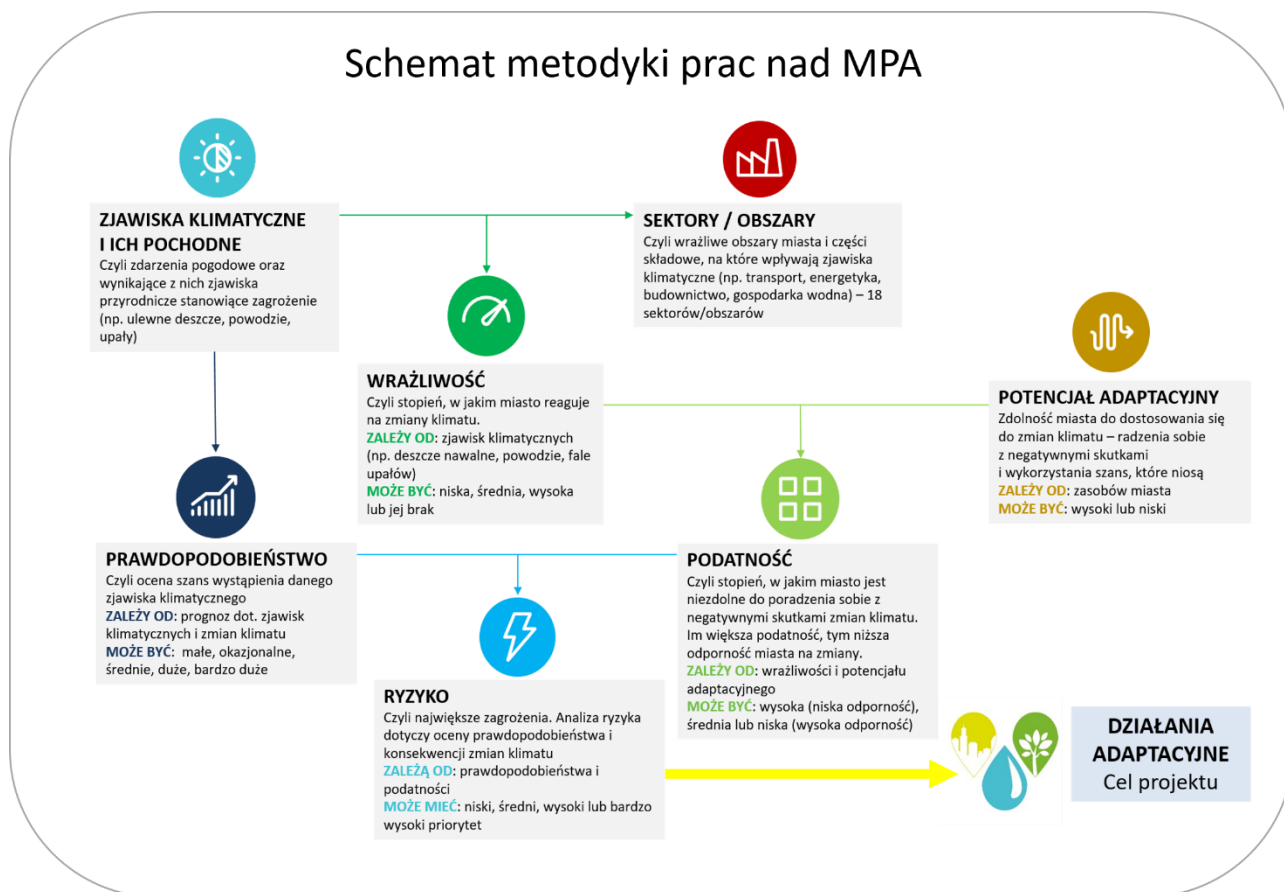 Schemat metodyki prac nad MPA
ZJAWISKA KLIMATYCZNE
I ICH POCHODNE
Czyli zdarzenia pogodowe oraz
wynikające z nich zjawiska
przyrodnicze stanowiące zagrożenie
(np. ulewne deszcze, powodzie,
upały)
SEKTORY / OBSZARY
Czyli wrażliwe obszary miasta i części
składowe, na które wpływają zjawiska
klimatyczne (np. transport, energetyka,
budownictwo, gospodarka wodna) – 18
sektorów/obszarów
WRAŻLIWOŚĆ
Czyli stopień, w jakim miasto reaguje
na zmiany klimatu.
ZALEŻY OD: zjawisk klimatycznych
(np. deszcze nawalne, powodzie, fale
upałów)
MOŻE BYĆ: niska, średnia, wysoka
lub jej brak
POTENCJAŁ ADAPTACYJNY
Zdolność miasta do dostosowania się
do zmian klimatu – radzenia sobie
z negatywnymi skutkami
i wykorzystania szans, które niosą
ZALEŻY OD: zasobów miasta
MOŻE BYĆ: wysoki lub niski
PRAWDOPODOBIEŃSTWO
Czyli ocena szans wystąpienia danego
zjawiska klimatycznego
ZALEŻY OD: prognoz dot. zjawisk
klimatycznych i zmian klimatu
MOŻE BYĆ: małe, okazjonalne,
średnie, duże, bardzo duże
PODATNOŚĆ
Czyli stopień, w jakim miasto jest
niezdolne do poradzenia sobie z
negatywnymi skutkami zmian klimatu.
Im większa podatność, tym niższa
odporność miasta na zmiany.
ZALEŻY OD: wrażliwości i potencjału
adaptacyjnego
MOŻE BYĆ: wysoka (niska odporność),
średnia lub niska (wysoka odporność)
RYZYKO
Czyli największe zagrożenia. Analiza ryzyka
dotyczy oceny prawdopodobieństwa i
konsekwencji zmian klimatu
ZALEŻĄ OD: prawdopodobieństwa i
podatności
MOŻE MIEĆ: niski, średni, wysoki lub bardzo
wysoki priorytet
DZIAŁANIA
ADAPTACYJNE
Cel projektu